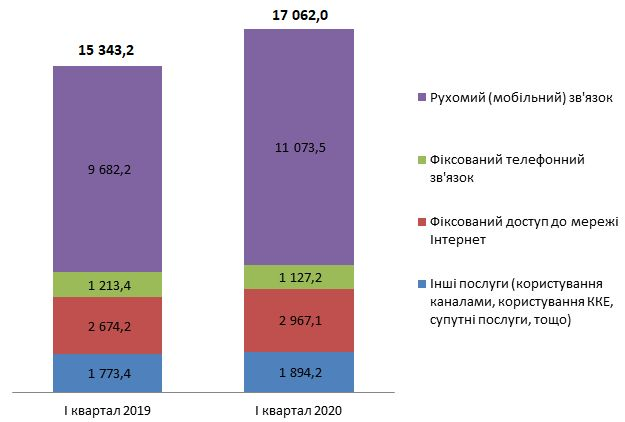 17 062,0
15 343,2
Рухомий (мобільний) зв'язок
11 073,5
9 682,2
Фіксований телефонний
зв'язок
Фіксований доступ до мережі
Інтернет
1 213,4
1 127,2
Інші послуги (користування
каналами, користування ККЕ,
супутні послуги, тощо)
2 674,2
2 967,1
1 773,4
1 894,2
І квартал 2019
І квартал 2020